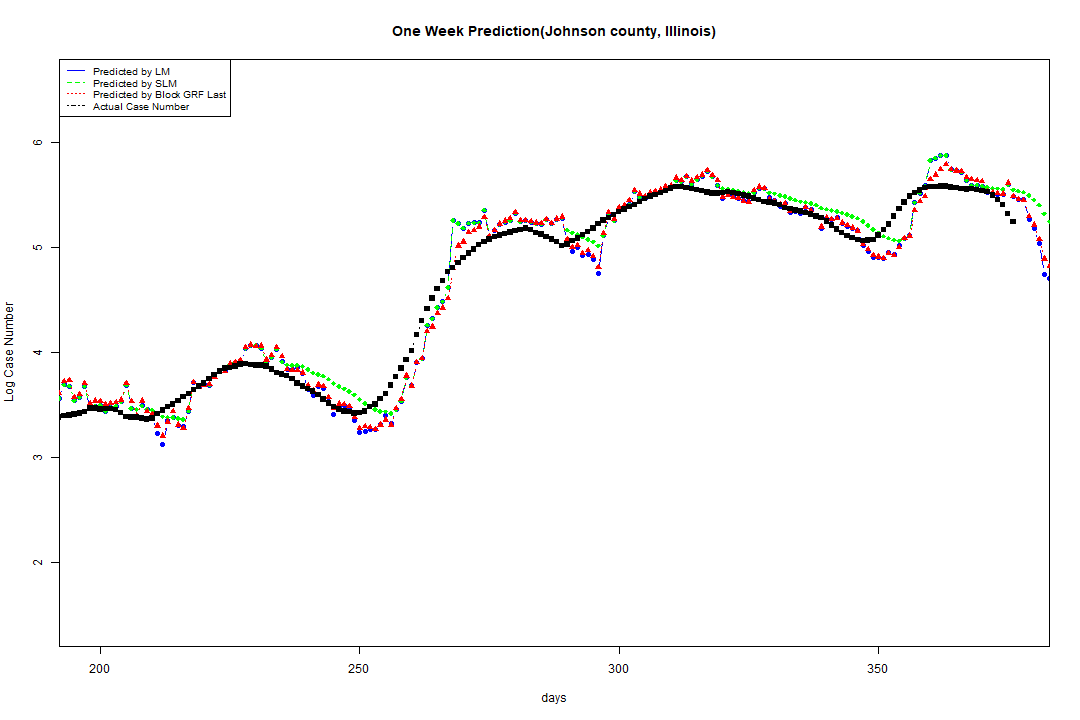 One Week Prediction(Johnson county, Illinois)
Predicted by LM
Predicted by SLM
Predicted by Block GRF Last
Actual Case Number
6
5
4
3
2
Log Case Number
200
250
300
350
days